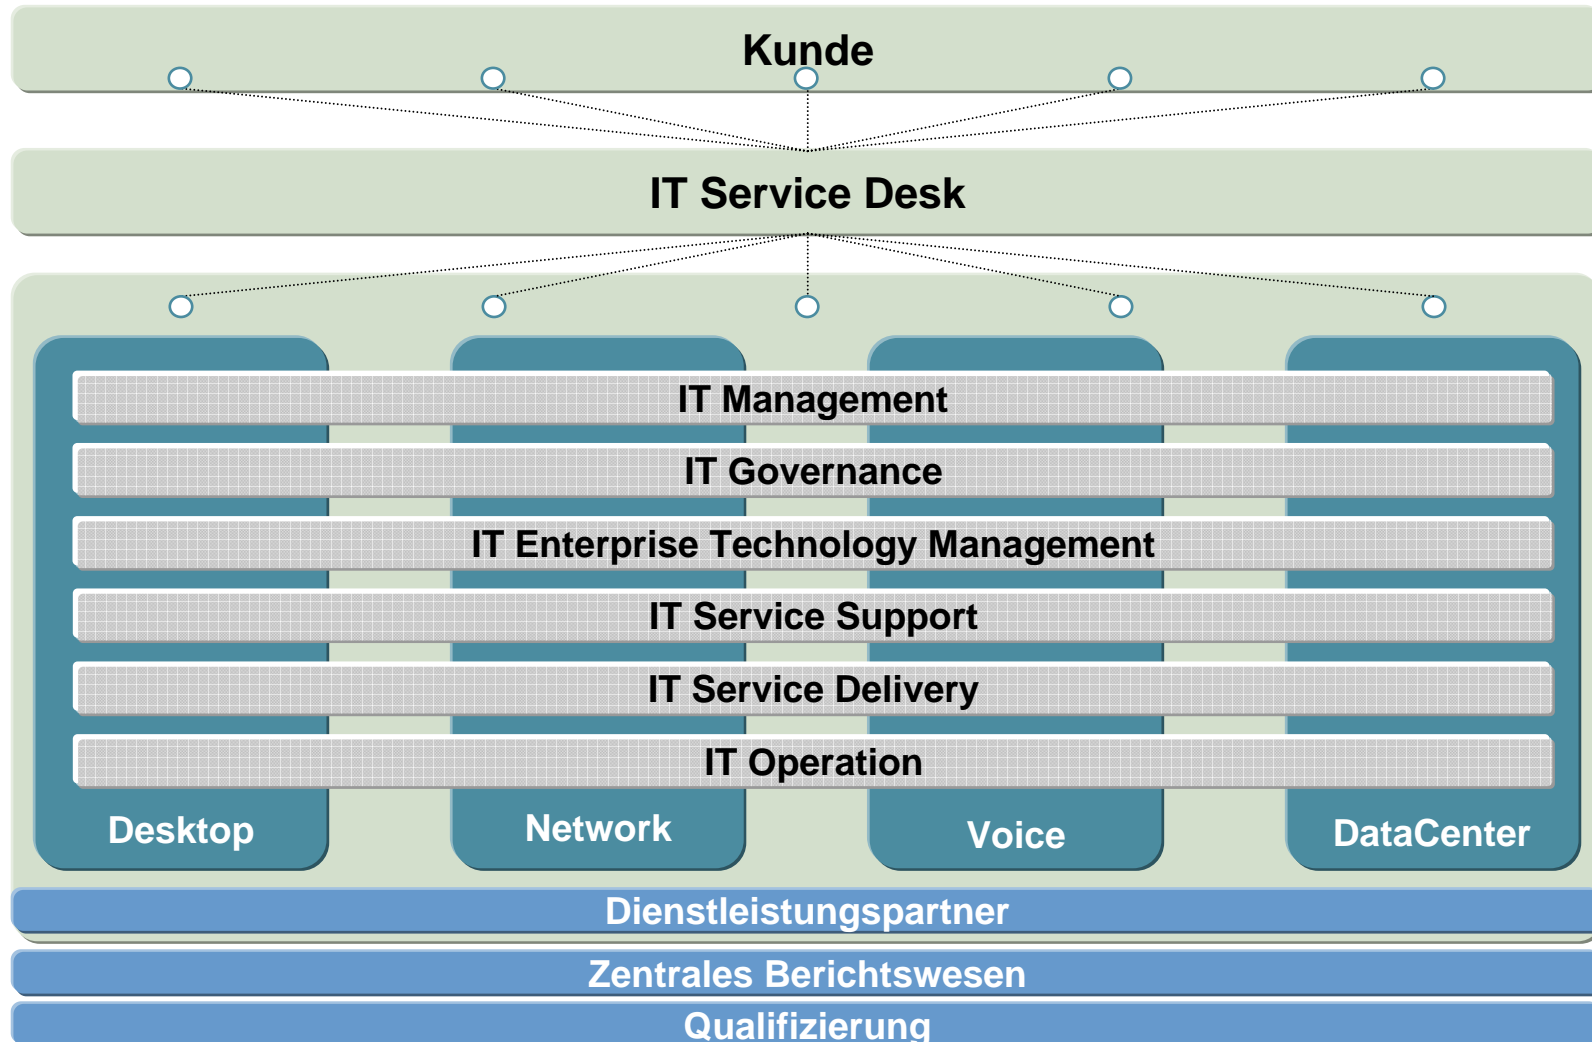 Kunde
IT Service Desk
IT Management
IT Governance
IT Enterprise Technology Management
IT Service Support
IT Service Delivery
IT Operation
Desktop
Network
Voice
DataCenter
Dienstleistungspartner
Zentrales Berichtswesen
Qualifizierung